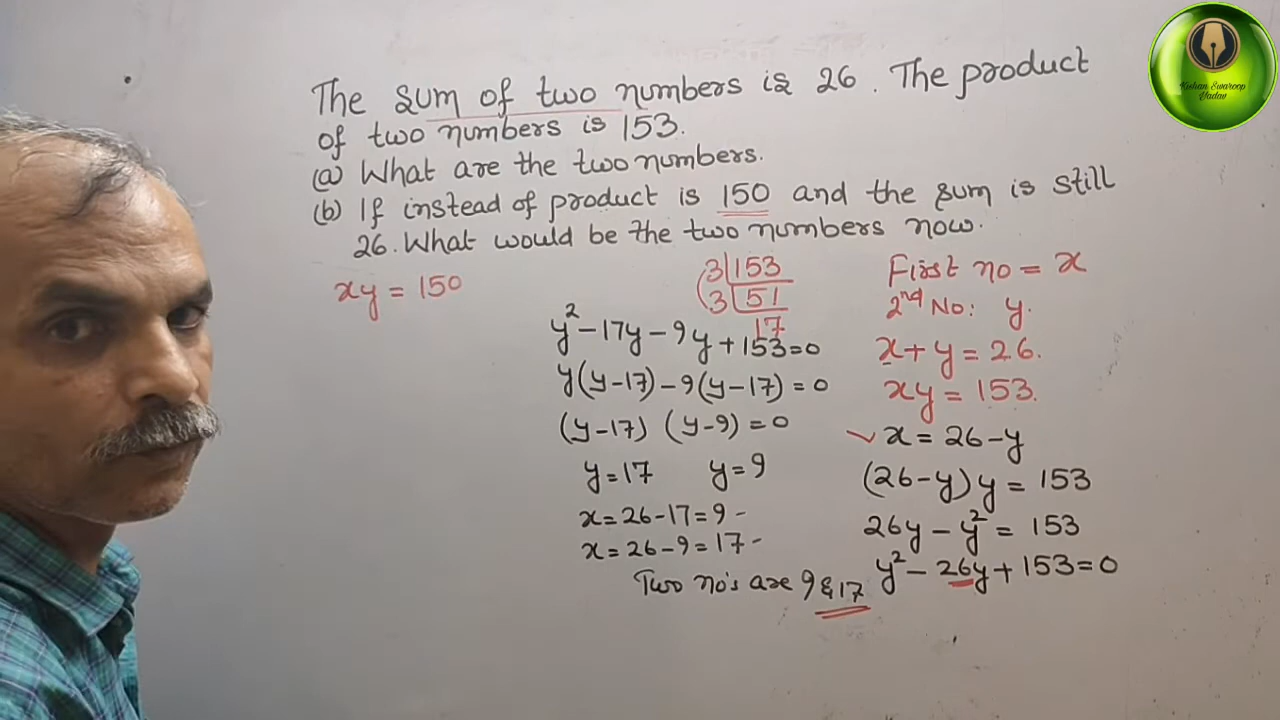 The sum of two numbers is 26. The product
of two numbers is 153.
(a) What are the two numbers.
(b) If instead of product is 150 and the sum is still
26. What would be the two numbers now.
xy = 150
3 153
3 51
17
y² - 17y - 9y + 153 = 0
y(y-17) - 9(y-17) = 0
(y-17) (y-9) = 0
y = 17 y = 9
x = 26 - 17 = 9 -
x = 26 - 9 = 17 -
Two no's are 9 & 17
First no = x
2nd No: y.
x + y = 26.
xy = 153.
x = 26 - y
(26-y) y = 153
26y - y² = 153
y² - 26y + 153 = 0
Kishan Swaroop
Yadav